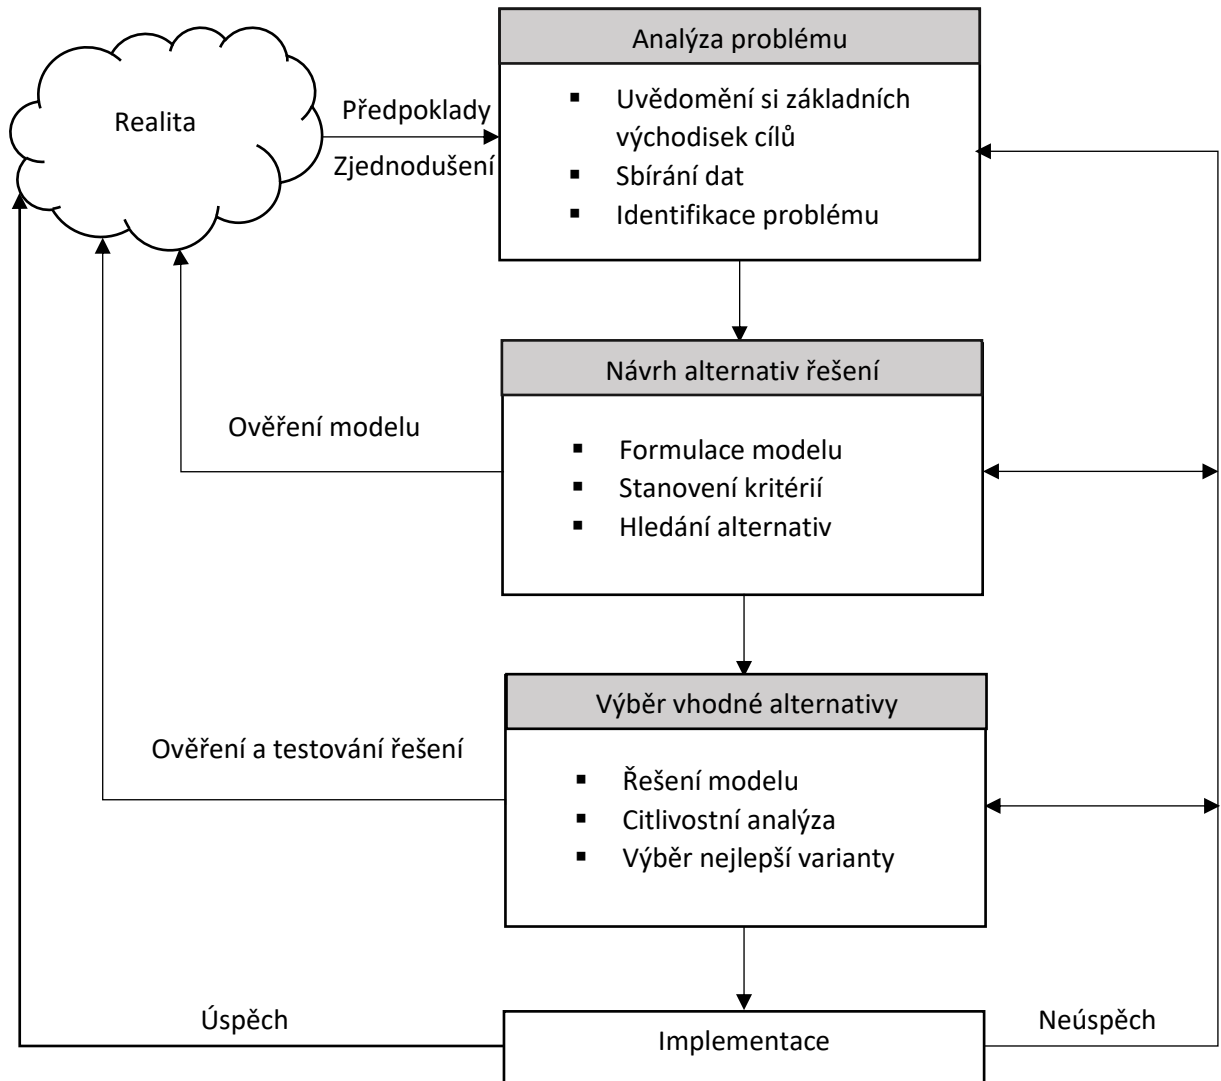 Analýza problému
Realita
Předpoklady
Zjednodušení
▪ Uvědomění si základních
východisek cílů
▪ Sbírání dat
▪ Identifikace problému
Návrh alternativ řešení
Ověření modelu
▪ Formulace modelu
▪ Stanovení kritérií
▪ Hledání alternativ
Výběr vhodné alternativy
Ověření a testování řešení
▪ Řešení modelu
▪ Citlivostní analýza
▪ Výběr nejlepší varianty
Úspěch
Implementace
Neúspěch